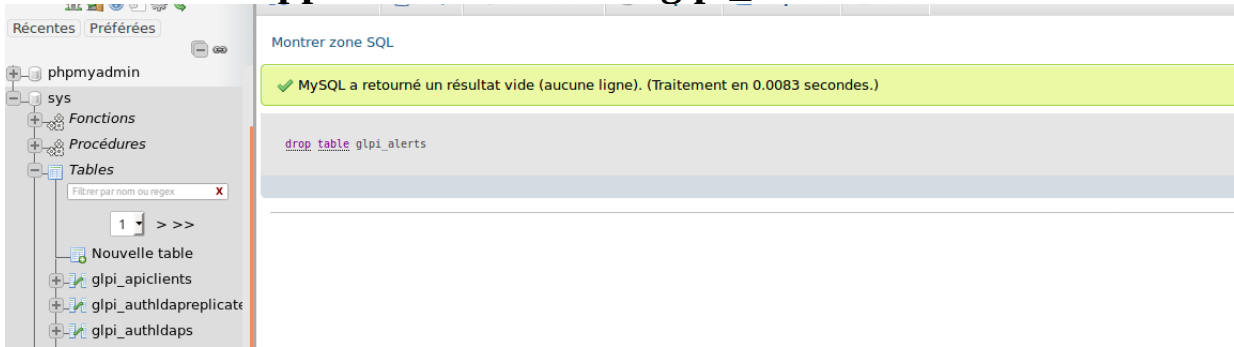 Récentes Préférées
phpmyadmin
sys
Fonctions
Procédures
Tables
Filtrer par nom ou regex X
1 > >>
Nouvelle table
glpi_apiclients
glpi_authldapreplicate
glpi_authldaps
Montrer zone SQL
MySQL a retourné un résultat vide (aucune ligne). (Traitement en 0.0083 secondes.)
drop table glpi_alerts